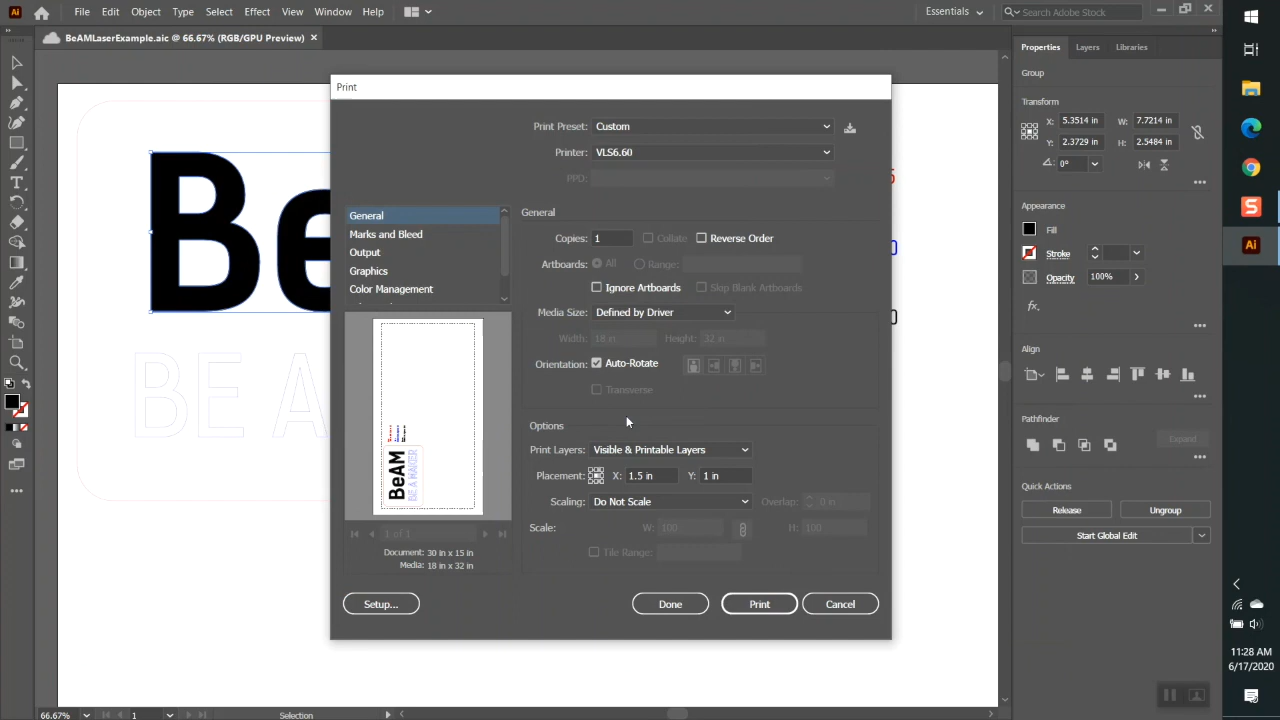 Ai File Edit Object Type Select Effect View Window Help Essentials Search Adobe Stock
BeAMLaserExample.aic @ 66.67% (RGB/GPU Preview) ×
Print
Print Preset: Custom
Printer: VLS6.60
PPD:
General
Marks and Bleed
Output
Graphics
Color Management
General
Copies: 1 Collate Reverse Order
Artboards: All Range:
Ignore Artboards Skip Blank Artboards
Media Size: Defined by Driver
Width: 18 in Height: 32 in
Orientation: Auto-Rotate
Transverse
Options
Print Layers: Visible & Printable Layers
Placement: X: 1.5 in Y: 1 in
Scaling: Do Not Scale Overlap: 0 in
Scale: W: 100 H: 100
Tile Range:
BeAM
BE A MAKER
1 of 1
Document: 30 in x 15 in
Media: 18 in x 32 in
Setup... Done Print Cancel
Be
BE A
Properties Layers Libraries
Group
Transform
X: 5.3514 in W: 7.7214 in
Y: 2.3729 in H: 2.5484 in
0°
Appearance
Fill
Stroke
Opacity 100%
fx.
Align
Pathfinder
Expand
Quick Actions
Release Ungroup
Start Global Edit
66.67% 1 Selection
S
Ai
11:28 AM
6/17/2020